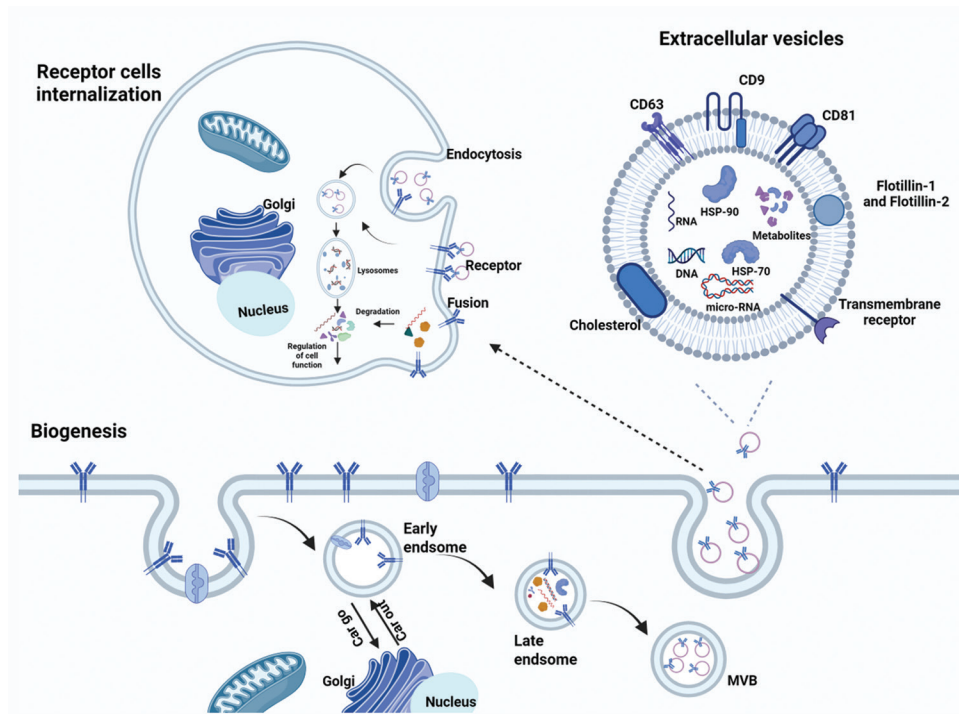 Extracellular vesicles
Receptor cells
internalization
CD9
CD63
CD81
Endocytosis
Flotillin-1
and Flotillin-2
HSP-90
RNA
Golgi
Metabolites
Receptor
Lysosomes
DNA
HSP-70
micro-RNA
Nucleus
Fusion
Degradation
Transmembrane
receptor
Cholesterol
Regulation
of cell
function
Biogenesis
Early
endsome
Car go
Car out
Late
endsome
Golgi
MVB
Nucleus